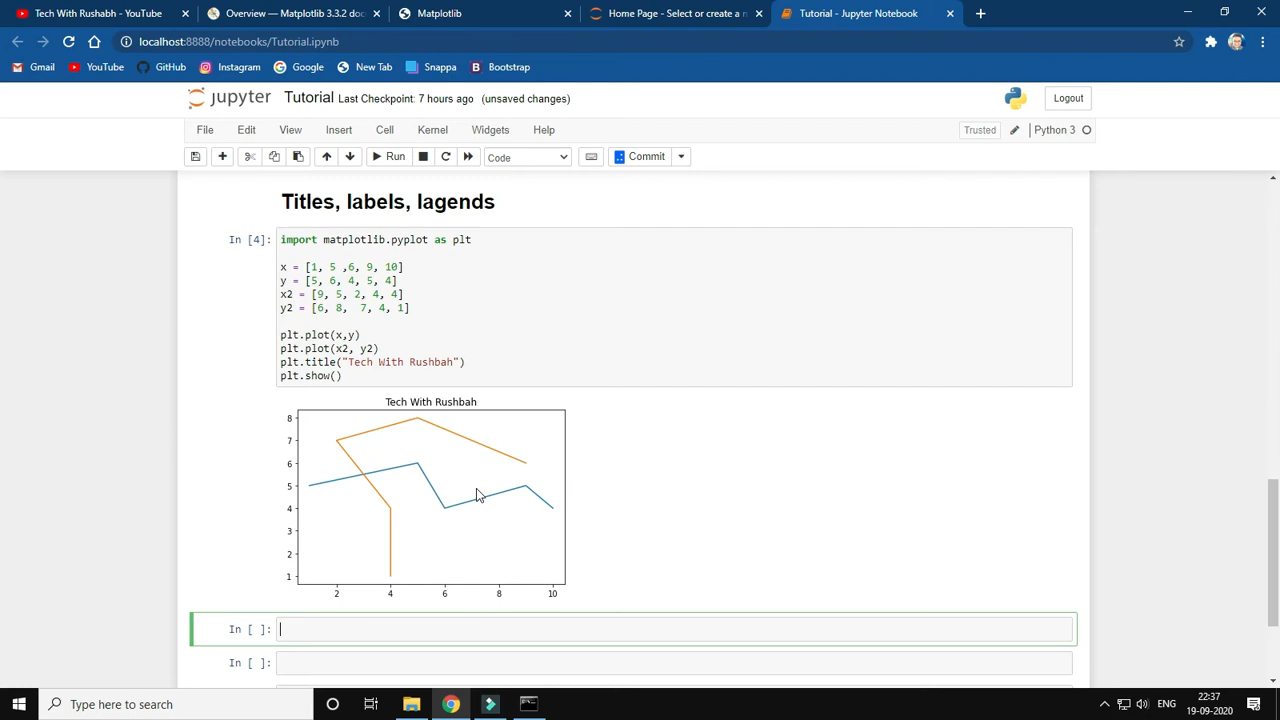 Tech With Rushabh - YouTube
Overview — Matplotlib 3.3.2 doc
Matplotlib
Home Page - Select or create a n
Tutorial - Jupyter Notebook
localhost:8888/notebooks/Tutorial.ipynb
Gmail YouTube GitHub Instagram Google New Tab Snappa Bootstrap
jupyter Tutorial Last Checkpoint: 7 hours ago (unsaved changes) Logout
File Edit View Insert Cell Kernel Widgets Help Trusted Python 3
Run Code Commit
Titles, labels, lagends
In [4]: import matplotlib.pyplot as plt
x = [1, 5 ,6, 9, 10]
y = [5, 6, 4, 5, 4]
x2 = [9, 5, 2, 4, 4]
y2 = [6, 8,  7, 4, 1]
plt.plot(x,y)
plt.plot(x2, y2)
plt.title("Tech With Rushbah")
plt.show()
Tech With Rushbah
8
7
6
5
4
3
2
1
2 4 6 8 10
In [ ]:
In [ ]:
Type here to search
ENG
22:37
19-09-2020